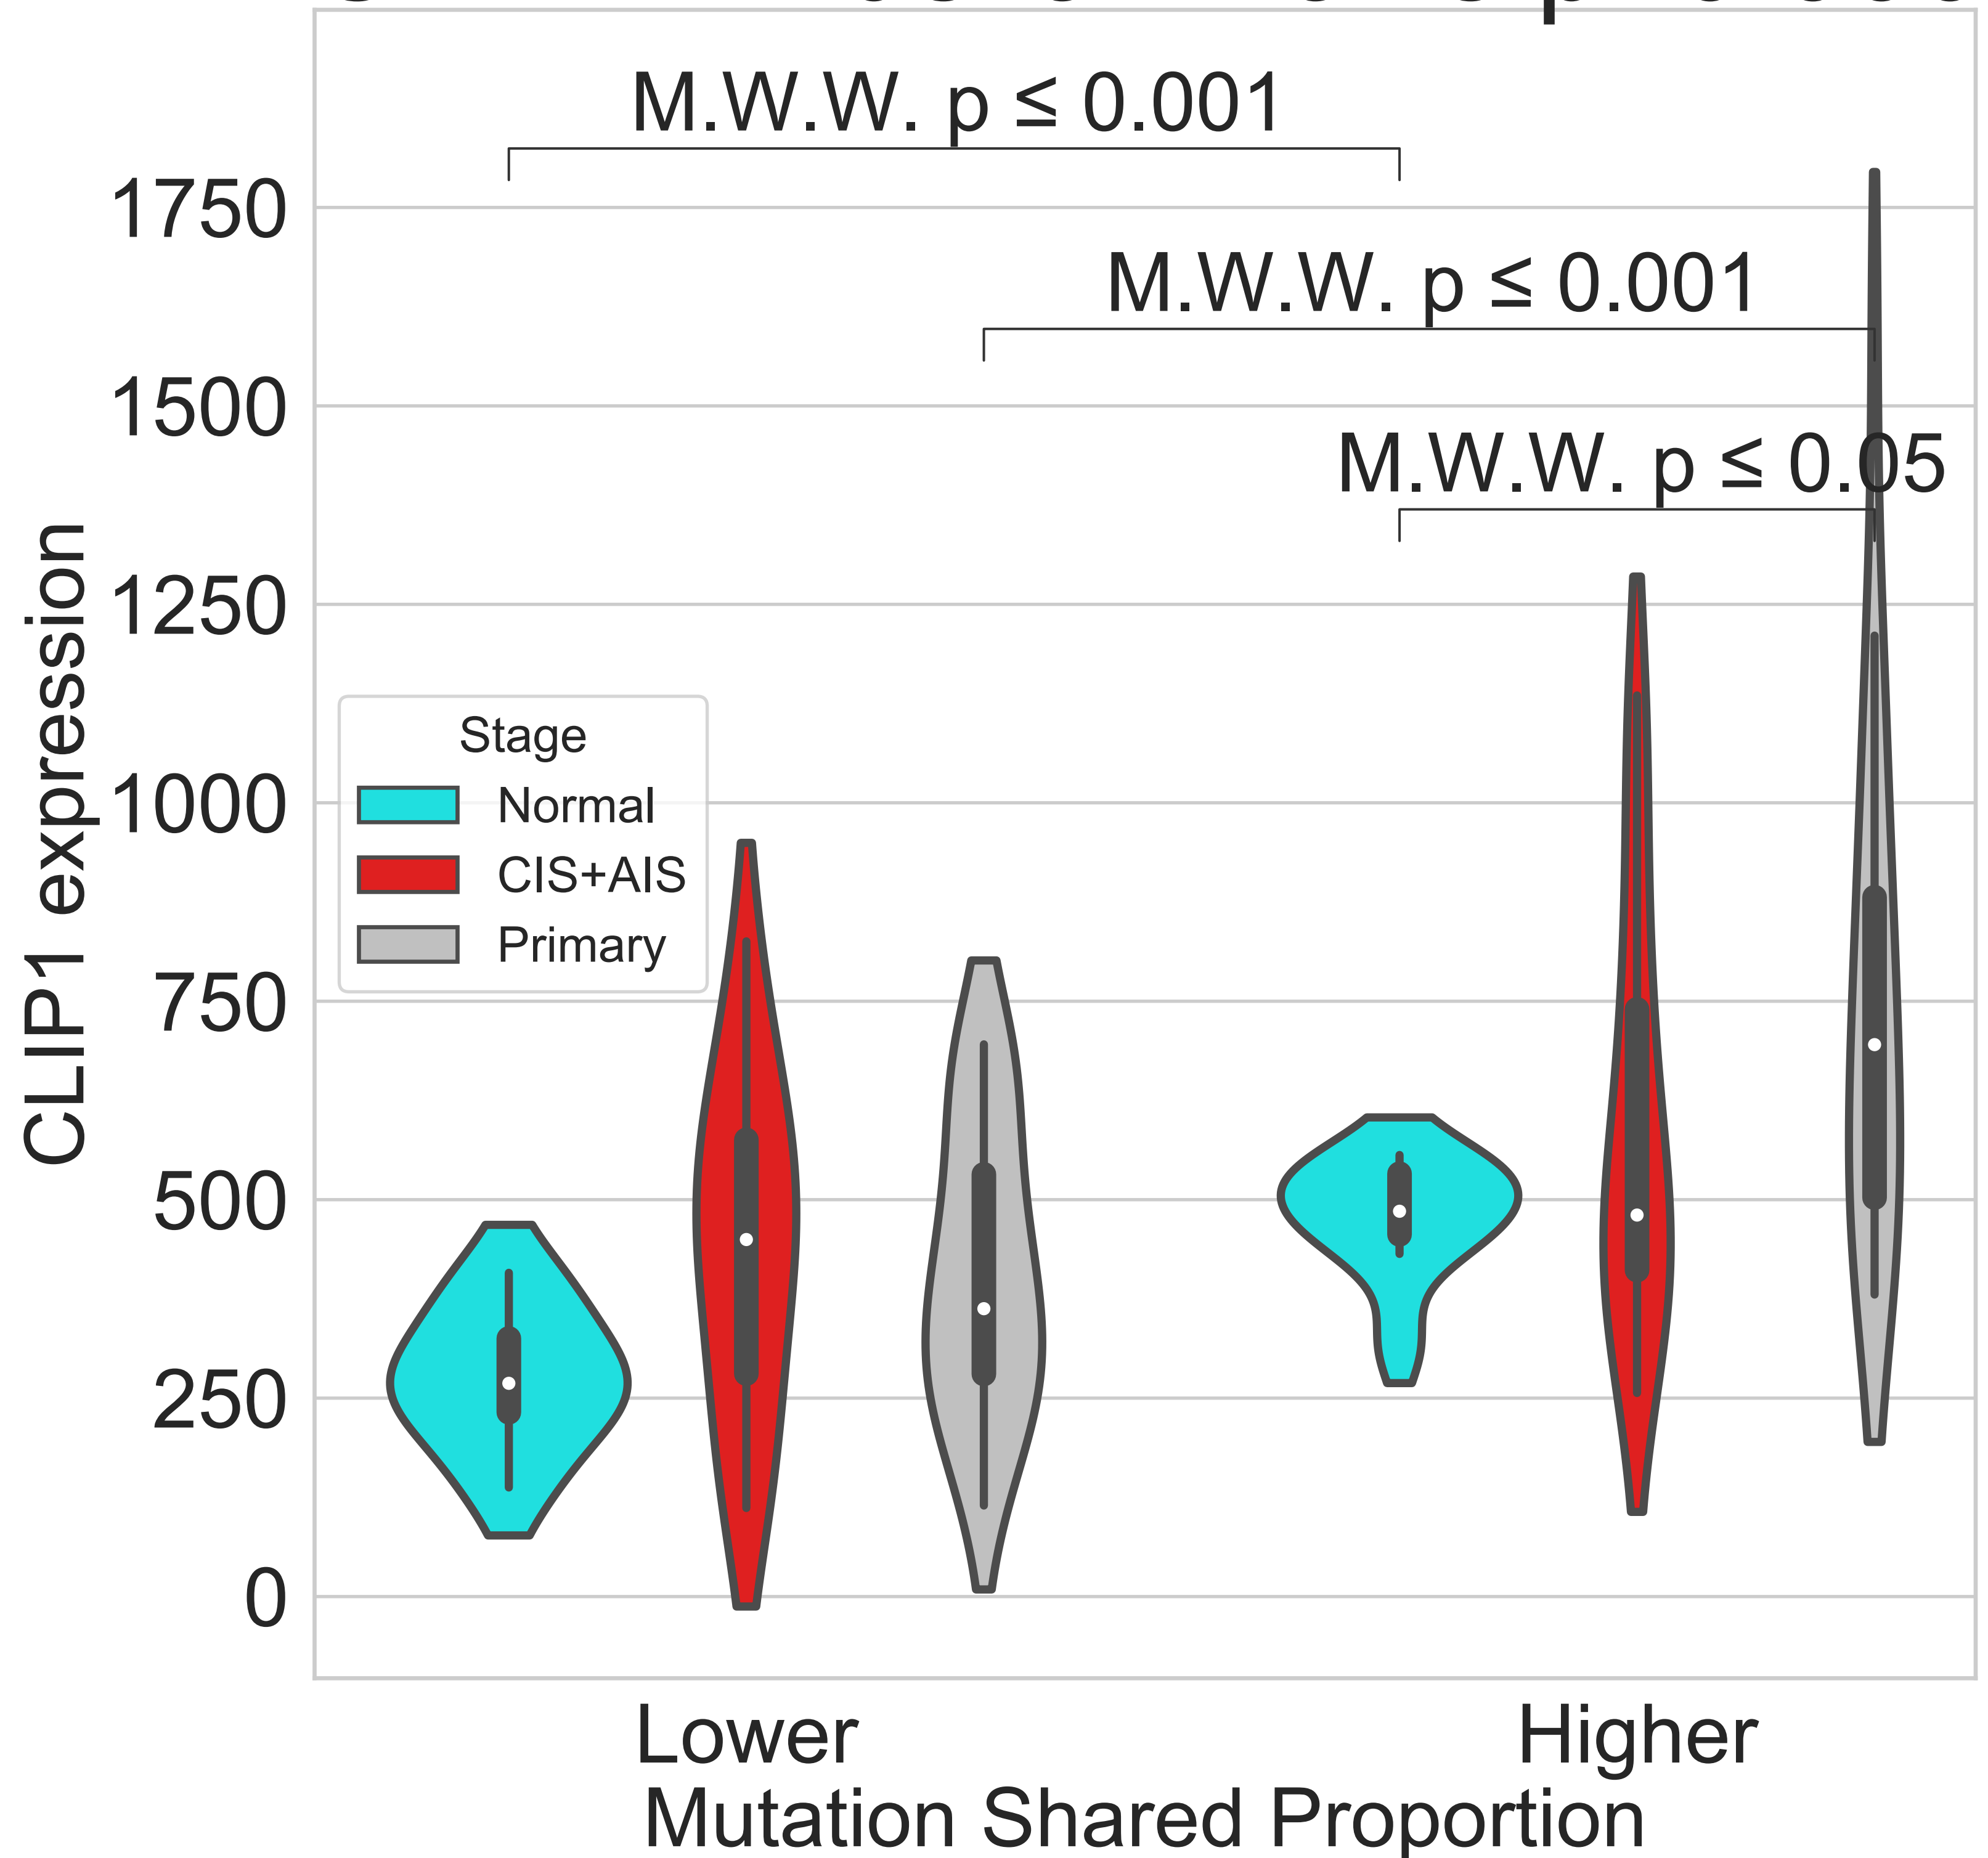 M.W.W. p ≤ 0.001
1750
M.W.W. p ≤ 0.001
1500
M.W.W. p ≤ 0.05
1250
1000
750
500
250
0
CLIP1 expression
Stage
Normal
CIS+AIS
Primary
Lower
Higher
Mutation Shared Proportion